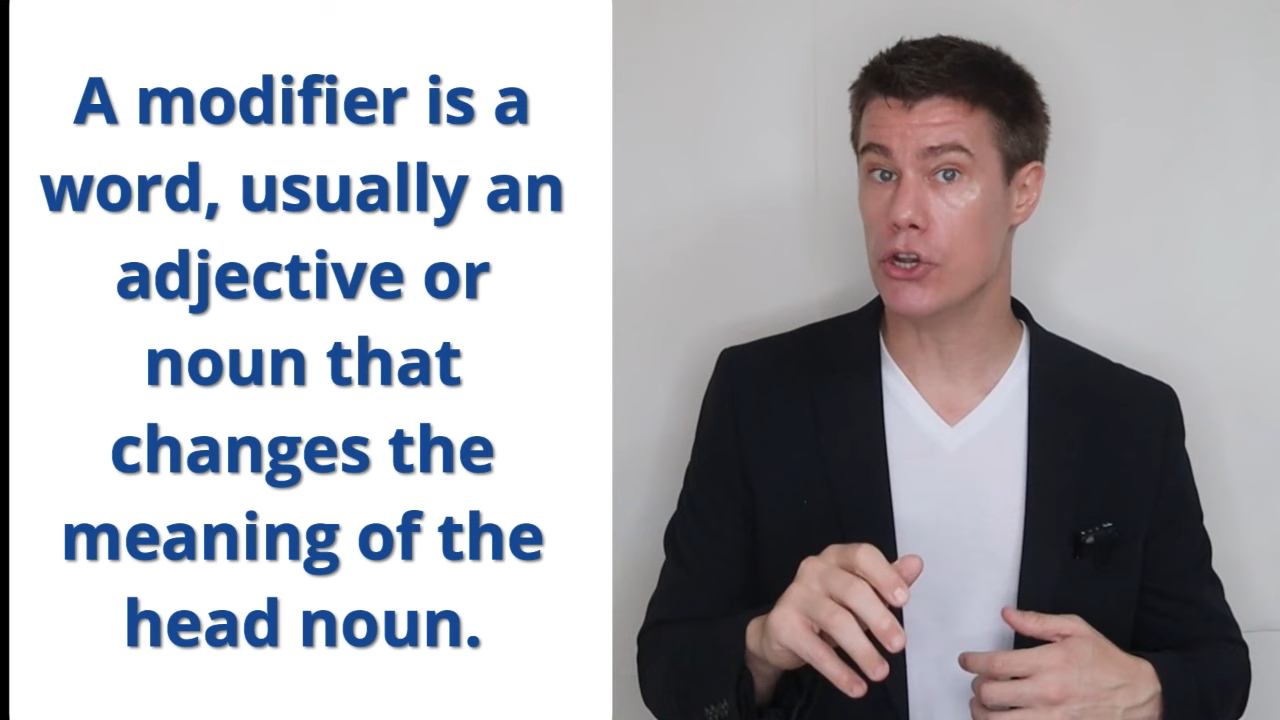 A modifier is a
word, usually an
adjective or
noun that
changes the
meaning of the
head noun.